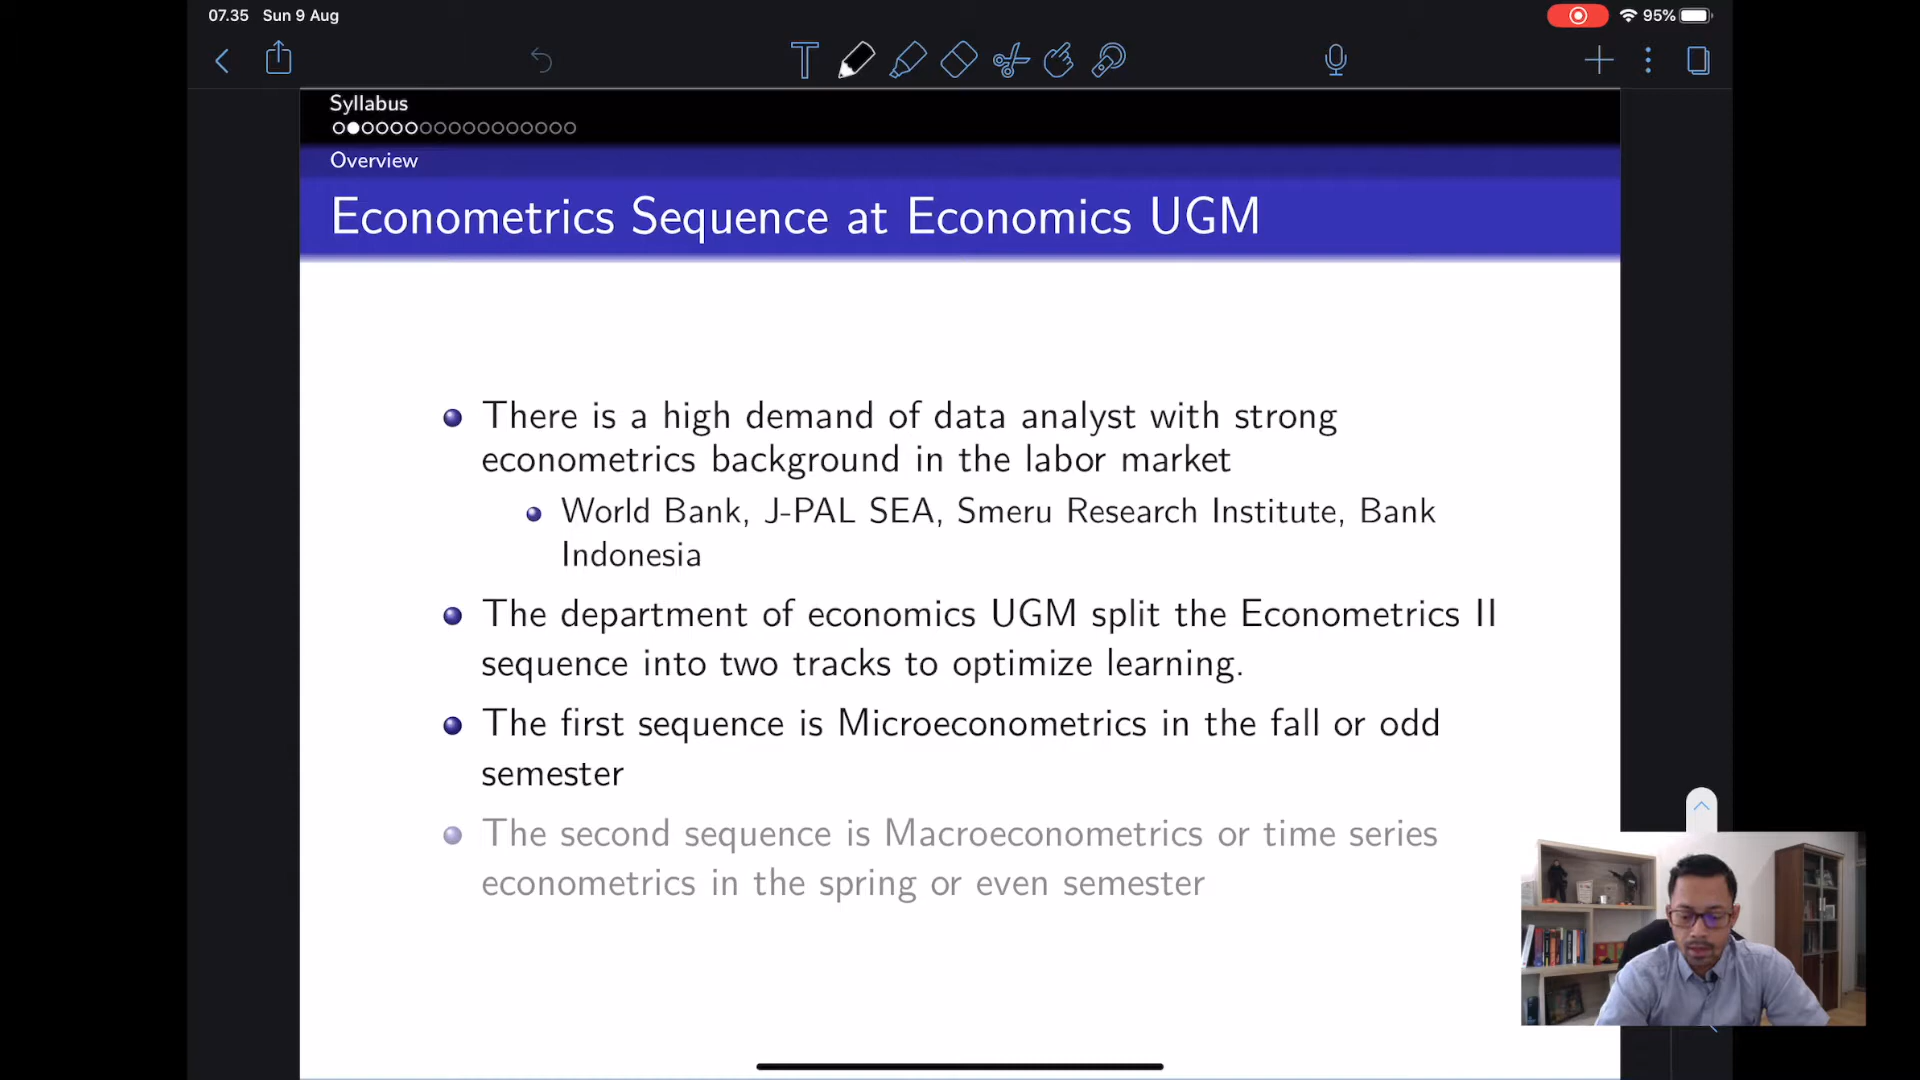 07.35 Sun 9 Aug
95%
Syllabus
Overview
Econometrics Sequence at Economics UGM
There is a high demand of data analyst with strong
econometrics background in the labor market
World Bank, J-PAL SEA, Smeru Research Institute, Bank
Indonesia
The department of economics UGM split the Econometrics II
sequence into two tracks to optimize learning.
The first sequence is Microeconometrics in the fall or odd
semester
The second sequence is Macroeconometrics or time series
econometrics in the spring or even semester